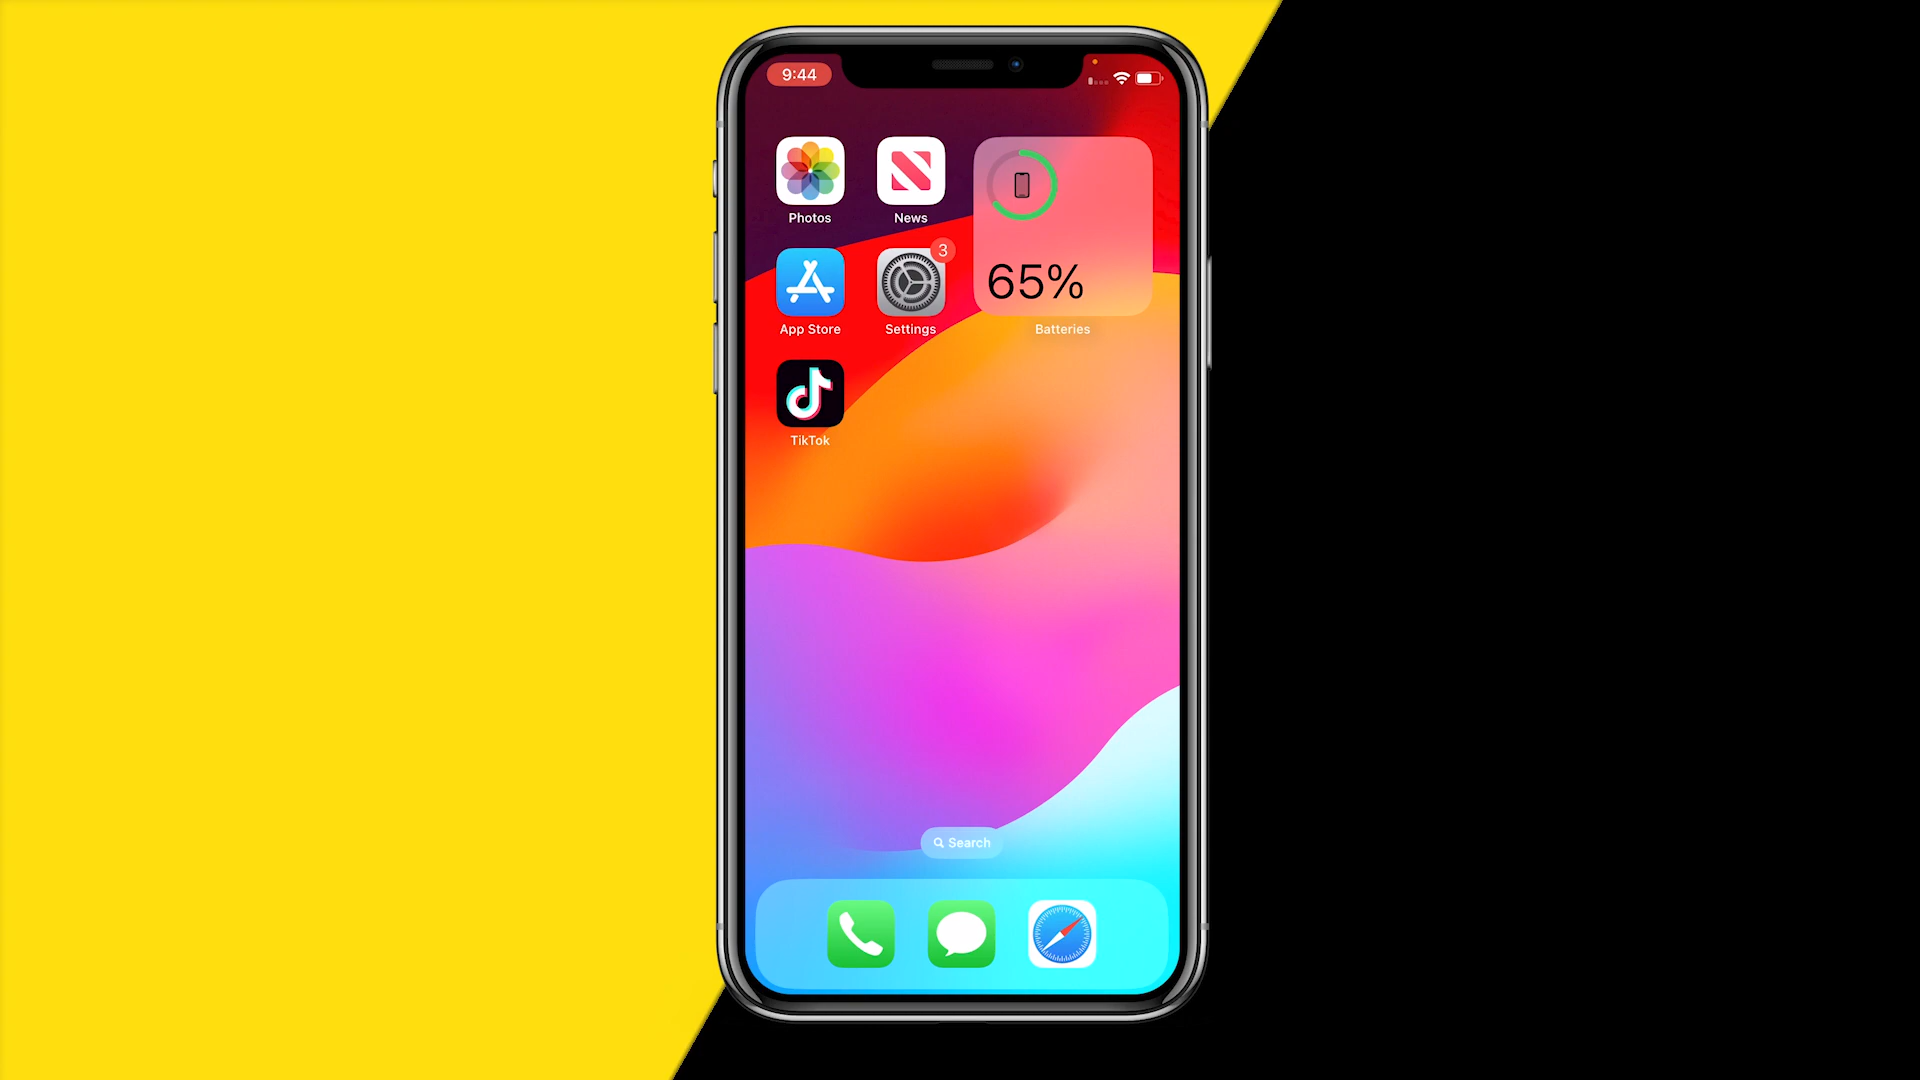 9:44
Photos
News
65%
Batteries
App Store
3
Settings
TikTok
Search